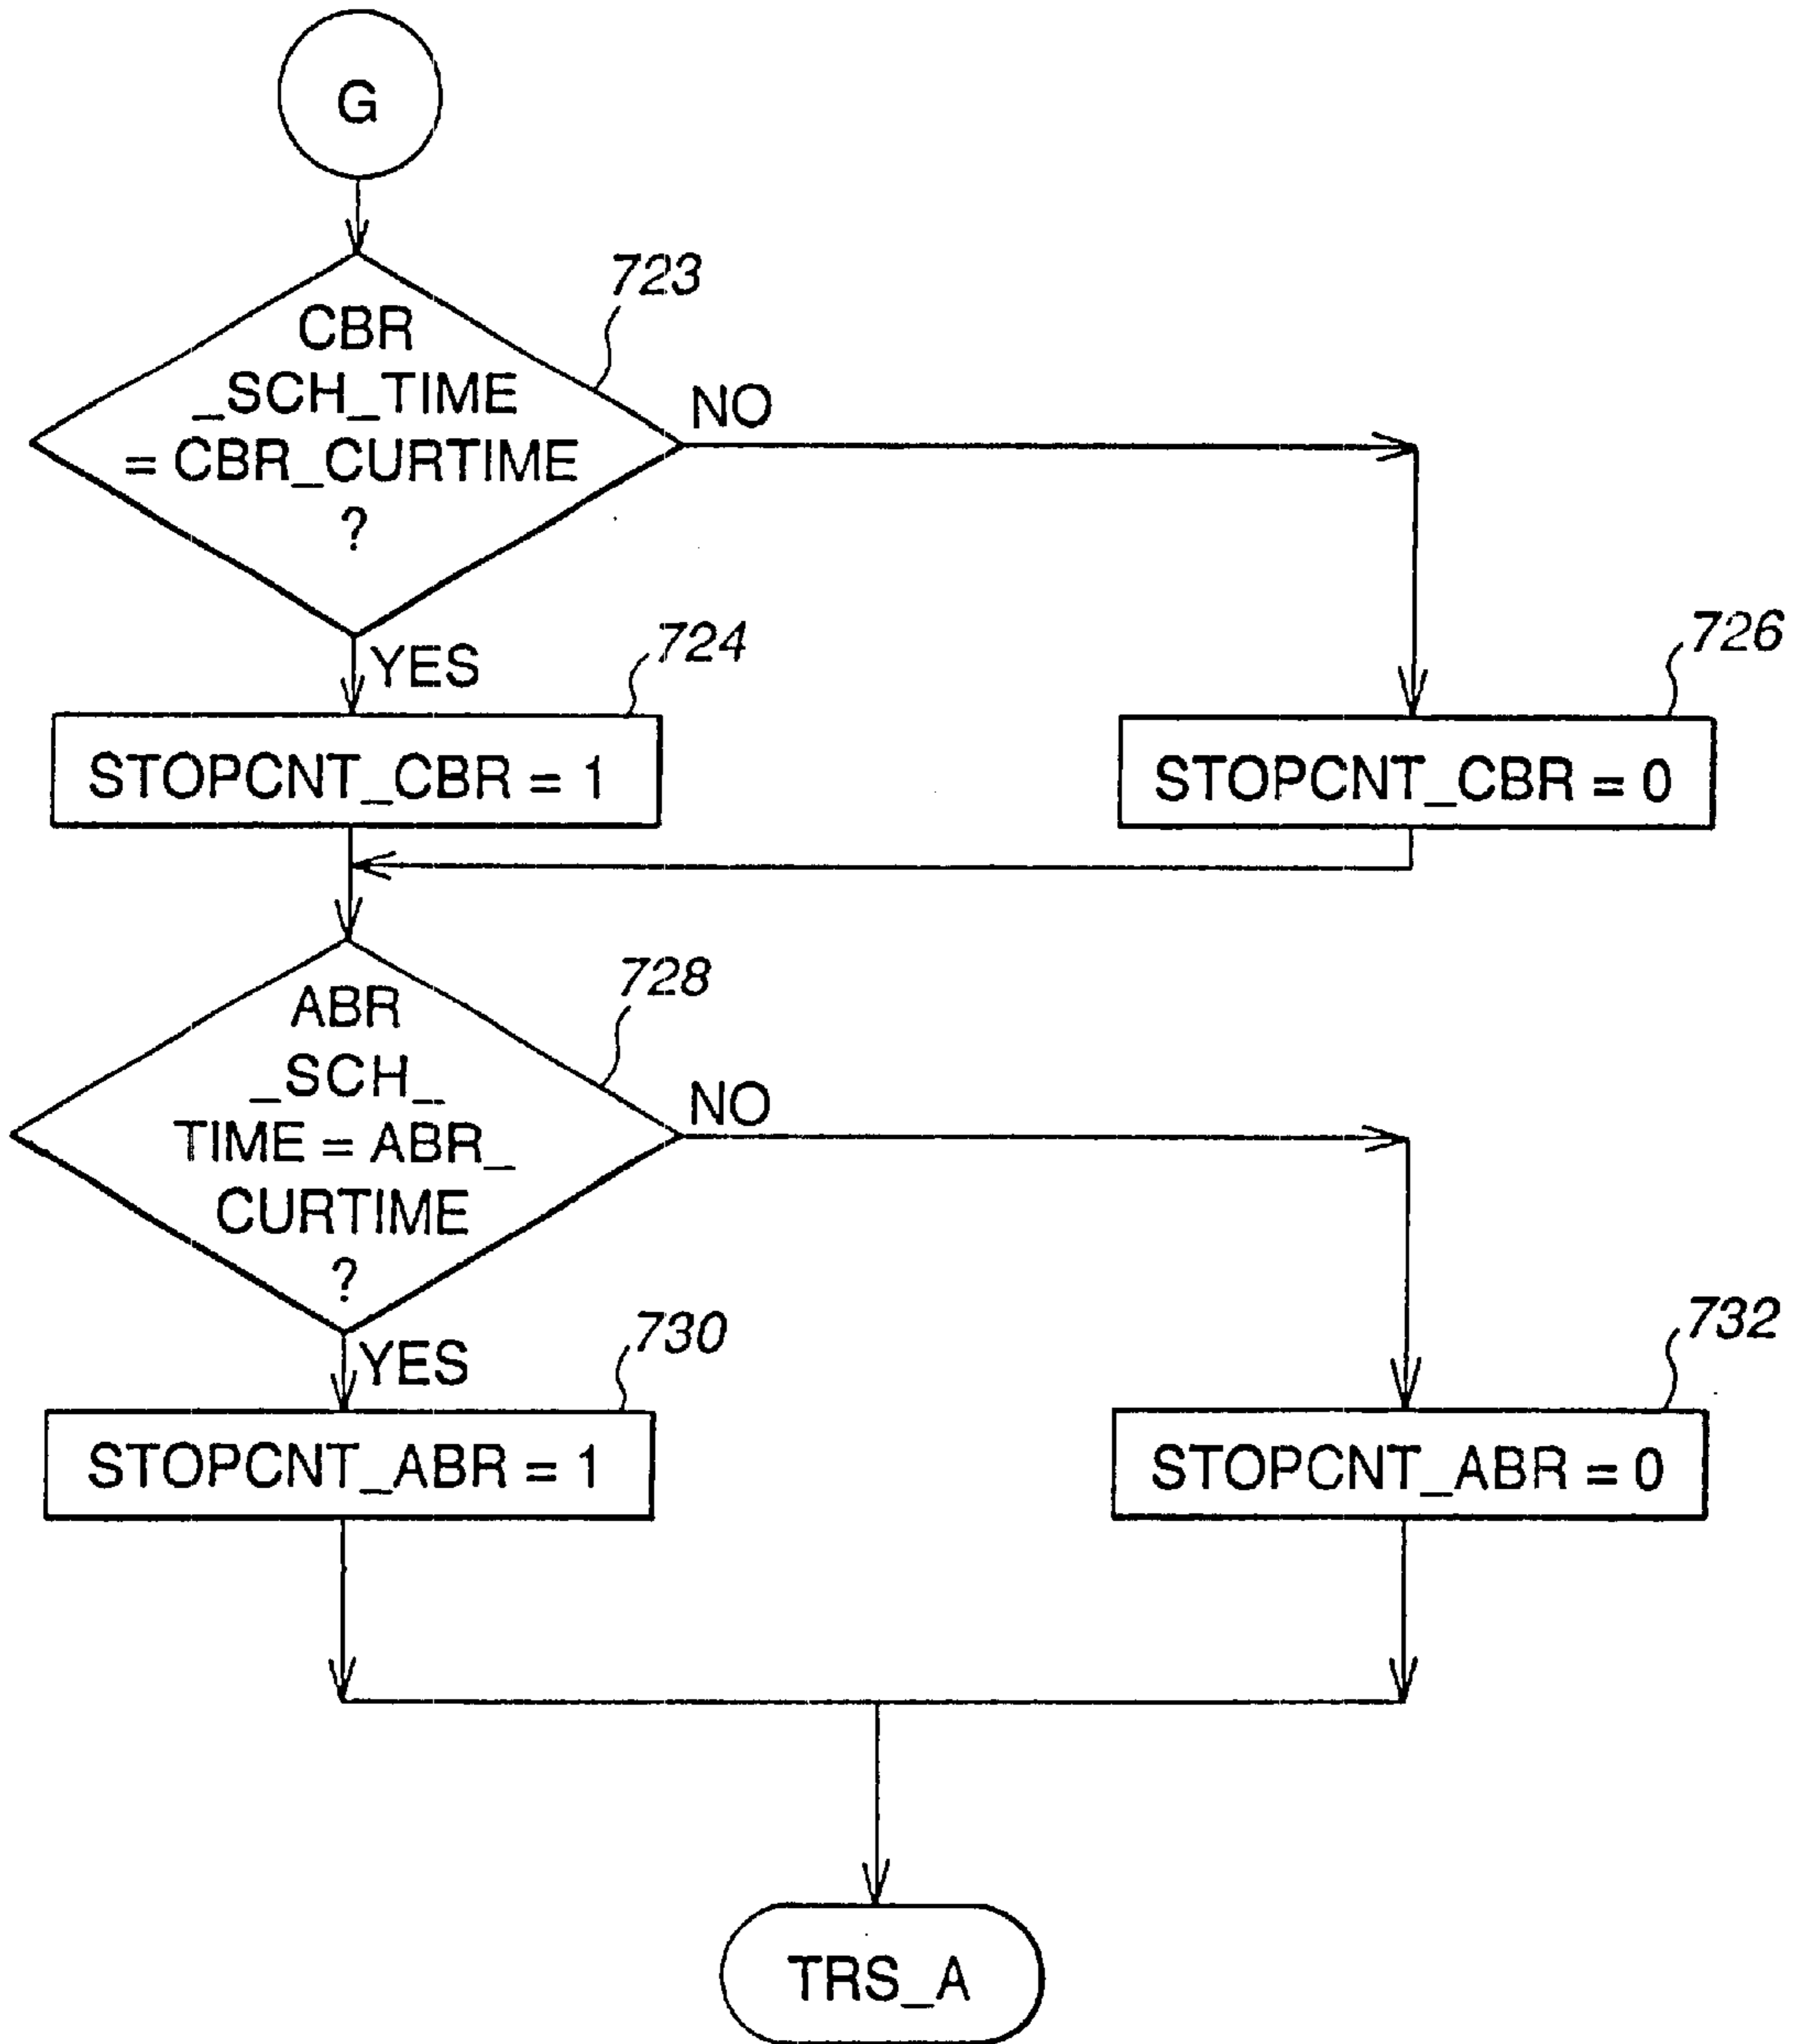 G
723
CBR
_SCH_TIME
= CBR_CURTIME
?
NO
YES
724
STOPCNT_CBR = 1
726
STOPCNT_CBR = 0
728
ABR
_SCH_
TIME = ABR_
CURTIME
?
NO
YES
730
STOPCNT_ABR = 1
732
STOPCNT_ABR = 0
TRS_A